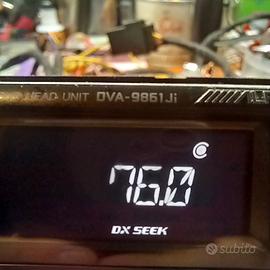 HEAD UNIT DVA-9861Ji
76.0
DX SEEK
subito